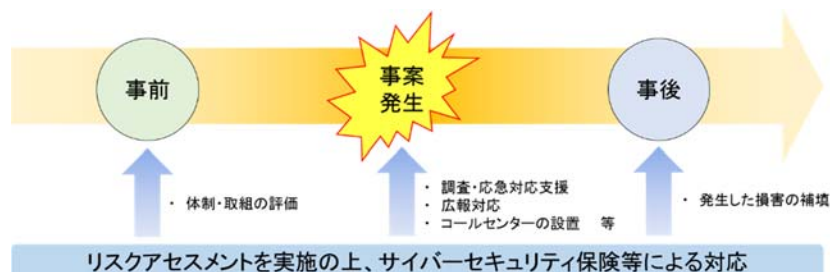 事前
事案
発生
事後
・ 体制・取組の評価
・ 調査・応急対応支援
・ 広報対応
・ コールセンターの設置　等
・ 発生した損害の補填
リスクアセスメントを実施の上、サイバーセキュリティ保険等による対応